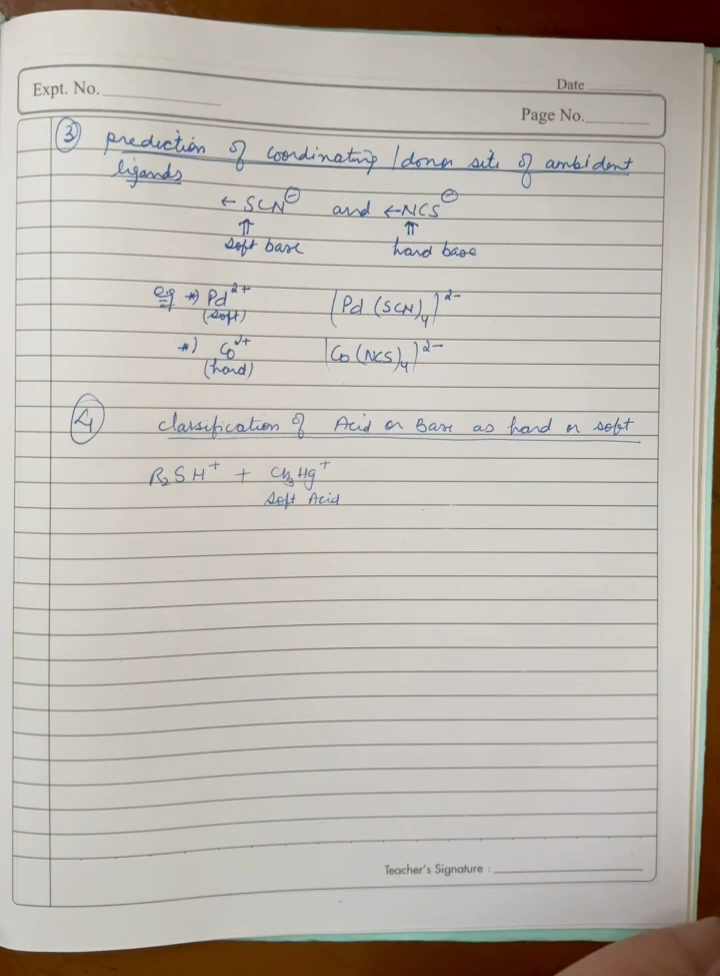 Expt. No.
Date
Page No.
③ prediction of coordinating / donor site of ambident
ligands
← SCN⊖ and ← NCS⊖
⇑ ⇑
soft base hard base
eg *) Pd²⁺ [Pd (SCN)₄]²⁻
(soft)
*) Co²⁺ [Co (NCS)₄]²⁻
(hard)
④ classification of Acid or Base as hard or soft
R₂SH⁺ + CH₃Hg⁺
soft Acid
Teacher's Signature :